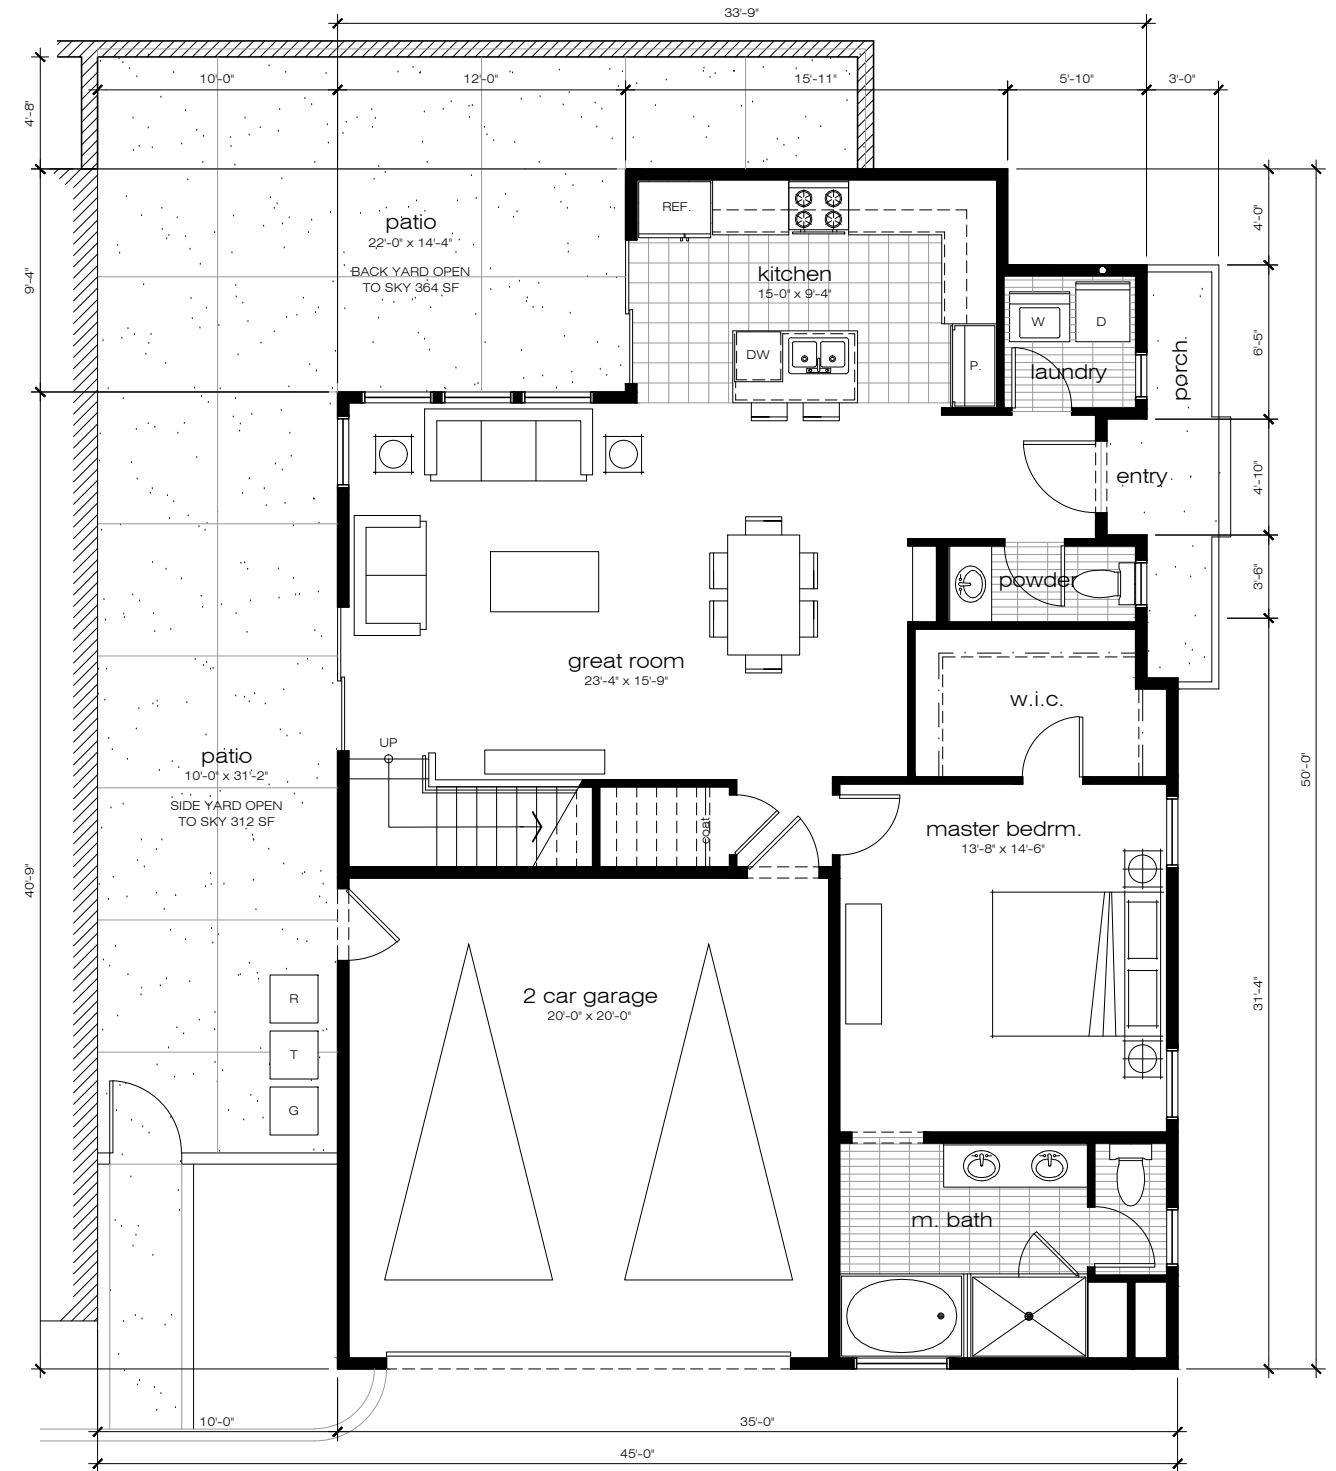 33'-9"
10'-0"
12'-0"
15'-11"
5'-10"
3'-0"
4'-8"
patio
22'-0" x 14'-4"
BACK YARD OPEN
TO SKY 364 SF
REF.
kitchen
15-0" x 9'-4"
DW
P.
W
D
laundry
porch.
4'-0"
6'-5"
9'-4"
entry
4'-10"
powder
3'-6"
great room
23'-4" x 15'-9"
w.i.c.
UP
patio
10'-0" x 31'-2"
SIDE YARD OPEN
TO SKY 312 SF
coat
master bedrm.
13'-8" x 14'-6"
50'-0"
40'-9"
31'-4"
2 car garage
20'-0" x 20'-0"
R
T
G
m. bath
10'-0"
35'-0"
45'-0"